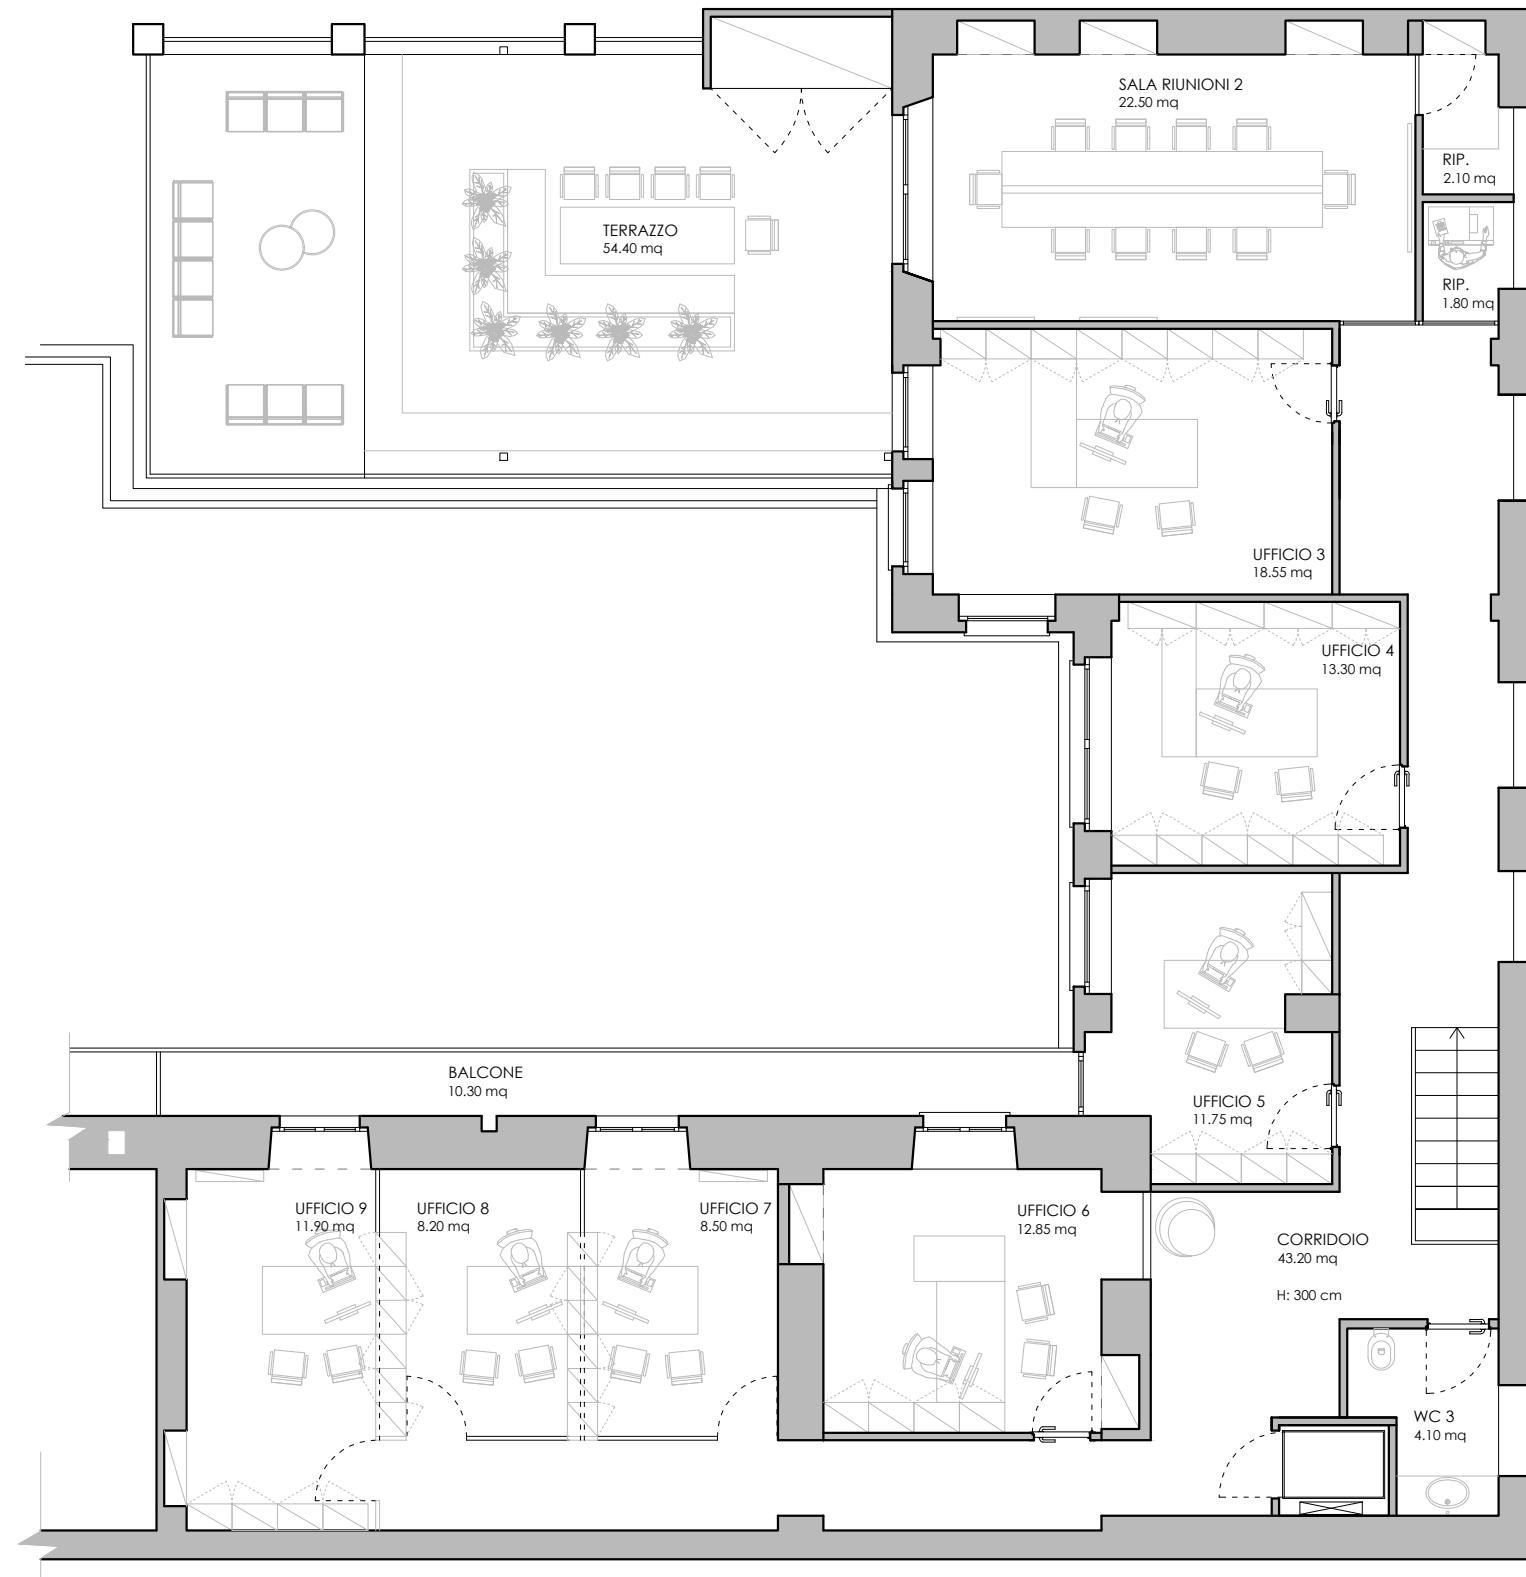 SALA RIUNIONI 2
22.50 mq
RIP.
2.10 mq
TERRAZZO
54.40 mq
RIP.
1.80 mq
UFFICIO 3
18.55 mq
UFFICIO 4
13.30 mq
BALCONE
10.30 mq
UFFICIO 5
11.75 mq
UFFICIO 9
11.90 mq
UFFICIO 8
8.20 mq
UFFICIO 7
8.50 mq
UFFICIO 6
12.85 mq
CORRIDOIO
43.20 mq
H: 300 cm
WC 3
4.10 mq